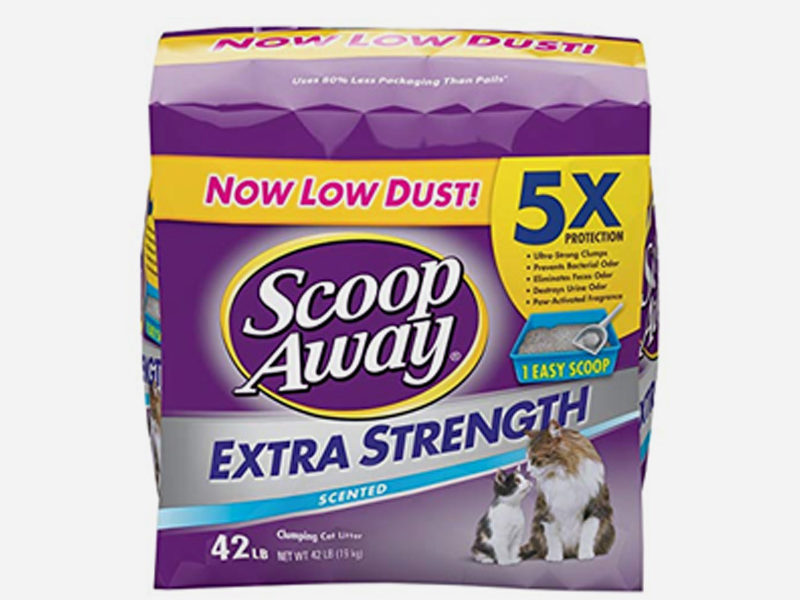 NOW LOW DUST!
Uses 80% Less Packaging Than Pails*
NOW LOW DUST!
5X
PROTECTION
• Ultra-Strong Clumps
• Prevents Bacterial Odor
• Eliminates Feces Odor
• Destroys Urine Odor
• Paw-Activated Fragrance
Scoop
Away®
1 EASY SCOOP
EXTRA STRENGTH
SCENTED
42 LB
Clumping Cat Litter
NET WT 42 LB (19 kg)